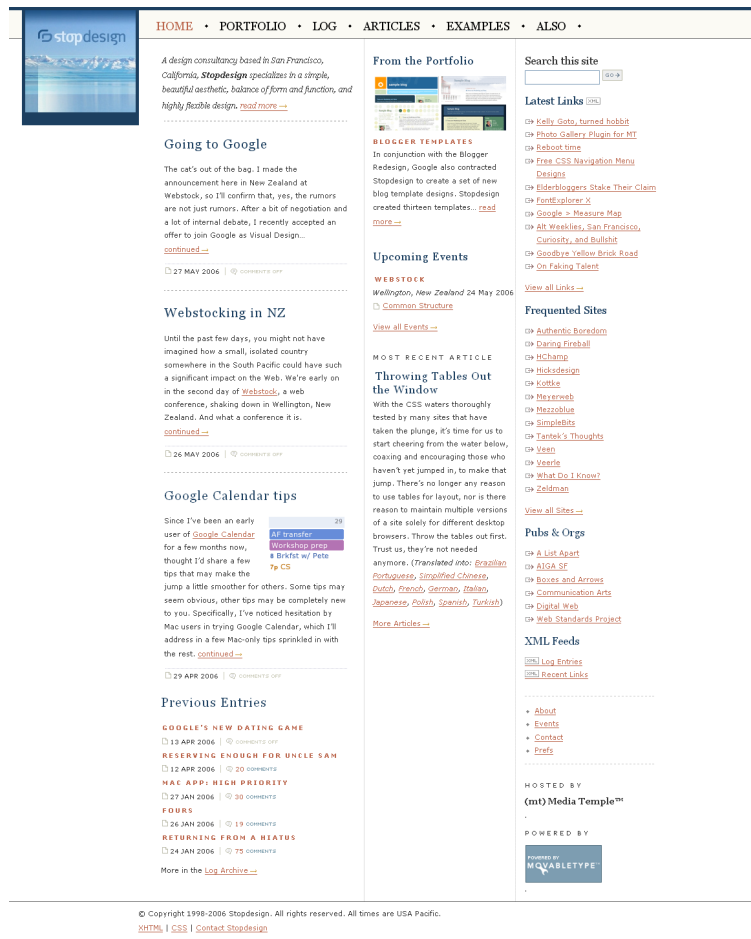 stopdesign
HOME • PORTFOLIO • LOG • ARTICLES • EXAMPLES • ALSO •
A design consultancy based in San Francisco,
California, Stopdesign specializes in a simple,
beautiful aesthetic, balance of form and function, and
highly flexible design. read more →
Going to Google
The cat's out of the bag. I made the
announcement here in New Zealand at
Webstock, so I'll confirm that, yes, the rumors
are not just rumors. After a bit of negotiation and
a lot of internal debate, I recently accepted an
offer to join Google as Visual Design...
continued →
27 MAY 2006 | COMMENTS OFF
Webstocking in NZ
Until the past few days, you might not have
imagined how a small, isolated country
somewhere in the South Pacific could have such
a significant impact on the Web. We're early on
in the second day of Webstock, a web
conference, shaking down in Wellington, New
Zealand. And what a conference it is.
continued →
26 MAY 2006 | COMMENTS OFF
Google Calendar tips
Since I've been an early
user of Google Calendar
for a few months now,
thought I'd share a few
tips that may make the
jump a little smoother for others. Some tips may
seem obvious, other tips may be completely new
to you. Specifically, I've noticed hesitation by
Mac users in trying Google Calendar, which I'll
address in a few Mac-only tips sprinkled in with
the rest. continued →
29
AF transfer
Workshop prep
8 Brkfst w/ Pete
7p CS
29 APR 2006 | COMMENTS OFF
Previous Entries
GOOGLE'S NEW DATING GAME
13 APR 2006 | COMMENTS OFF
RESERVING ENOUGH FOR UNCLE SAM
12 APR 2006 | 20 COMMENTS
MAC APP: HIGH PRIORITY
27 JAN 2006 | 30 COMMENTS
FOURS
26 JAN 2006 | 19 COMMENTS
RETURNING FROM A HIATUS
24 JAN 2006 | 75 COMMENTS
More in the Log Archive →
From the Portfolio
BLOGGER TEMPLATES
In conjunction with the Blogger
Redesign, Google also contracted
Stopdesign to create a set of new
blog template designs. Stopdesign
created thirteen templates... read
more →
Upcoming Events
WEBSTOCK
Wellington, New Zealand 24 May 2006
Common Structure
View all Events →
MOST RECENT ARTICLE
Throwing Tables Out
the Window
With the CSS waters thoroughly
tested by many sites that have
taken the plunge, it's time for us to
start cheering from the water below,
coaxing and encouraging those who
haven't yet jumped in, to make that
jump. There's no longer any reason
to use tables for layout, nor is there
reason to maintain multiple versions
of a site solely for different desktop
browsers. Throw the tables out first.
Trust us, they're not needed
anymore. (Translated into: Brazilian
Portuguese, Simplified Chinese,
Dutch, French, German, Italian,
Japanese, Polish, Spanish, Turkish)
More Articles →
Search this site
GO →
Latest Links XML
Kelly Goto, turned hobbit
Photo Gallery Plugin for MT
Reboot time
Free CSS Navigation Menu
Designs
Elderbloggers Stake Their Claim
FontExplorer X
Google > Measure Map
Alt Weeklies, San Francisco,
Curiosity, and Bullshit
Goodbye Yellow Brick Road
On Faking Talent
View all Links →
Frequented Sites
Authentic Boredom
Daring Fireball
HChamp
Hicksdesign
Kottke
Meyerweb
Mezzoblue
SimpleBits
Tantek's Thoughts
Veen
Veerle
What Do I Know?
Zeldman
View all Sites →
Pubs & Orgs
A List Apart
AIGA SF
Boxes and Arrows
Communication Arts
Digital Web
Web Standards Project
XML Feeds
XML Log Entries
XML Recent Links
About
Events
Contact
Prefs
HOSTED BY
(mt) Media Temple™
.
POWERED BY
POWERED BY
MOVABLETYPE™
.
© Copyright 1998-2006 Stopdesign. All rights reserved. All times are USA Pacific.
XHTML | CSS | Contact Stopdesign